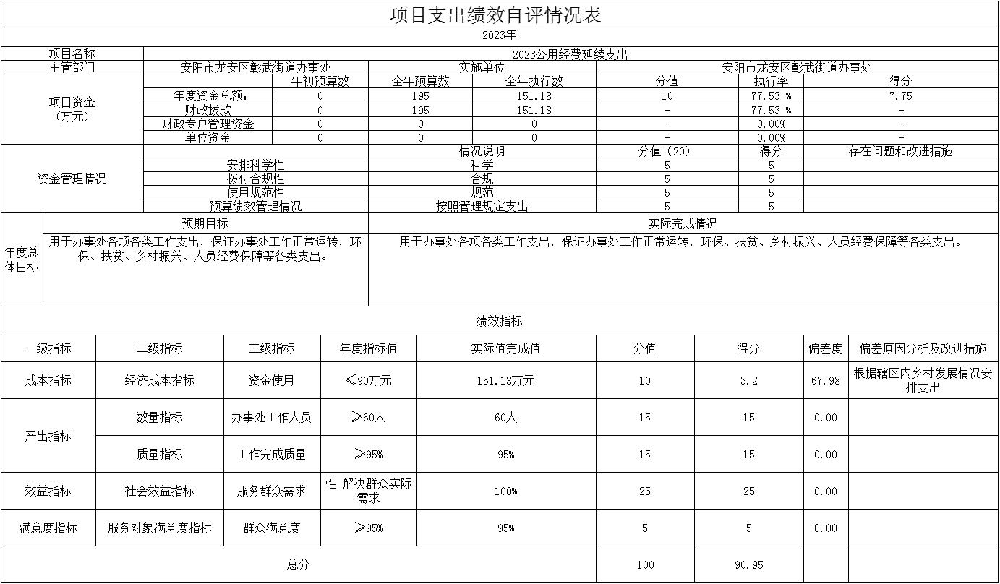 项目支出绩效自评情况表
2023年
项目名称 2023公用经费延续支出
主管部门 安阳市龙安区彰武街道办事处 实施单位 安阳市龙安区彰武街道办事处
项目资金
(万元) 年初预算数 全年预算数 全年执行数 分值 执行率 得分
年度资金总额： 0 195 151.18 10 77.53 % 7.75
财政拨款 0 195 151.18 - 77.53 % -
财政专户管理资金 0 0 0 - 0.00% -
单位资金 0 0 0 - 0.00% -
资金管理情况 情况说明 分值（20） 得分 存在问题和改进措施
安排科学性 科学 5 5
拨付合规性 合规 5 5
使用规范性 规范 5 5
预算绩效管理情况 按照管理规定支出 5 5
年度总
体目标
预期目标 实际完成情况
用于办事处各项各类工作支出，保证办事处工作正常运转，环
保、扶贫、乡村振兴、人员经费保障等各类支出。
用于办事处各项各类工作支出，保证办事处工作正常运转，环保、扶贫、乡村振兴、人员经费保障等各类支出。
绩效指标
一级指标 二级指标 三级指标 年度指标值 实际值完成值 分值 得分 偏差度 偏差原因分析及改进措施
成本指标 经济成本指标 资金使用 ≤90万元 151.18万元 10 3.2 67.98 根据辖区内乡村发展情况安
排支出
产出指标 数量指标 办事处工作人员 ≥60人 60人 15 15 0.00
质量指标 工作完成质量 ≥95% 95% 15 15 0.00
效益指标 社会效益指标 服务群众需求 性 解决群众实际
需求 100% 25 25 0.00
满意度指标 服务对象满意度指标 群众满意度 ≥95% 95% 5 5 0.00
总分 100 90.95